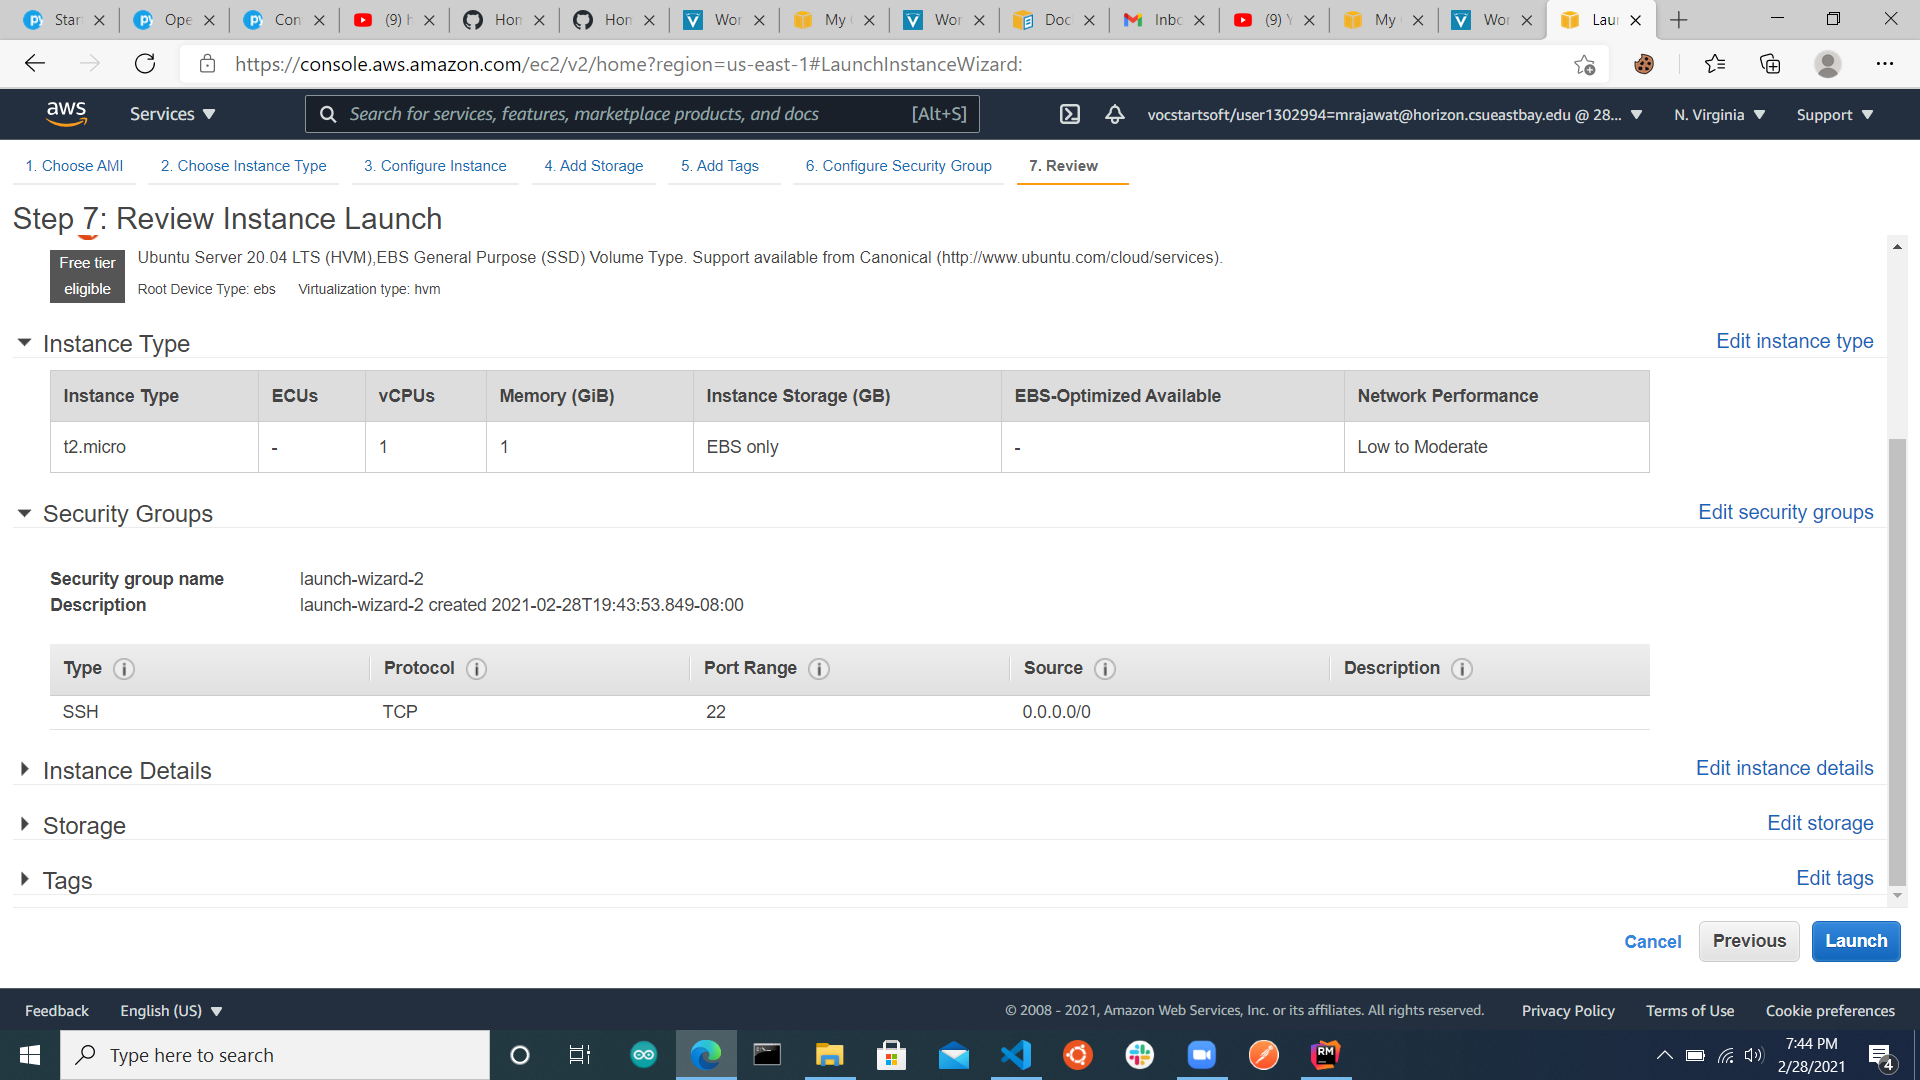 Star
Ope
Con
(9) h
Hom
Hom
Wor
My
Wor
Doc
Inbo
(9) Y
My
Wor
Laun
https://console.aws.amazon.com/ec2/v2/home?region=us-east-1#LaunchInstanceWizard:
aws
Services
Search for services, features, marketplace products, and docs
[Alt+S]
vocstartsoft/user1302994=mrajawat@horizon.csueastbay.edu @ 28...
N. Virginia
Support
1. Choose AMI
2. Choose Instance Type
3. Configure Instance
4. Add Storage
5. Add Tags
6. Configure Security Group
7. Review
Step 7: Review Instance Launch
Free tier
eligible
Ubuntu Server 20.04 LTS (HVM),EBS General Purpose (SSD) Volume Type. Support available from Canonical (http://www.ubuntu.com/cloud/services).
Root Device Type: ebs Virtualization type: hvm
Instance Type
Edit instance type
Instance Type ECUs vCPUs Memory (GiB) Instance Storage (GB) EBS-Optimized Available Network Performance
t2.micro - 1 1 EBS only - Low to Moderate
Security Groups
Edit security groups
Security group name launch-wizard-2
Description launch-wizard-2 created 2021-02-28T19:43:53.849-08:00
Type Protocol Port Range Source Description
SSH TCP 22 0.0.0.0/0
Instance Details
Edit instance details
Storage
Edit storage
Tags
Edit tags
Cancel
Previous
Launch
Feedback
English (US)
© 2008 - 2021, Amazon Web Services, Inc. or its affiliates. All rights reserved.
Privacy Policy
Terms of Use
Cookie preferences
Type here to search
RM
7:44 PM
2/28/2021
4